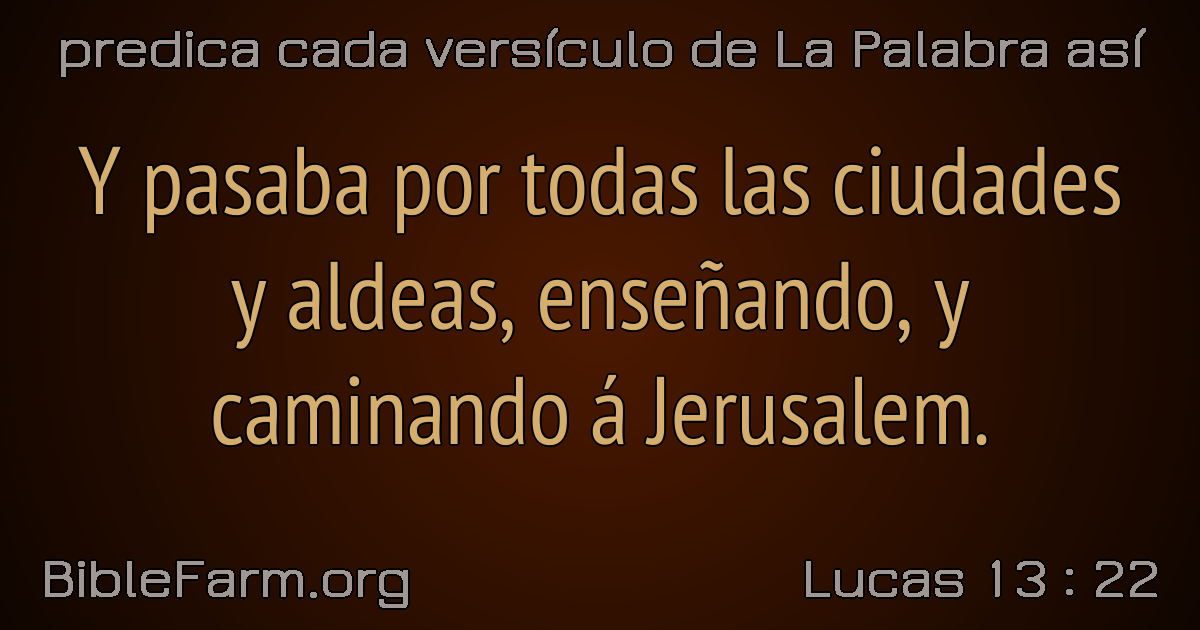 predica cada versículo de La Palabra así
Y pasaba por todas las ciudades
y aldeas, enseñando, y
caminando á Jerusalem.
BibleFarm.org
Lucas 13 : 22